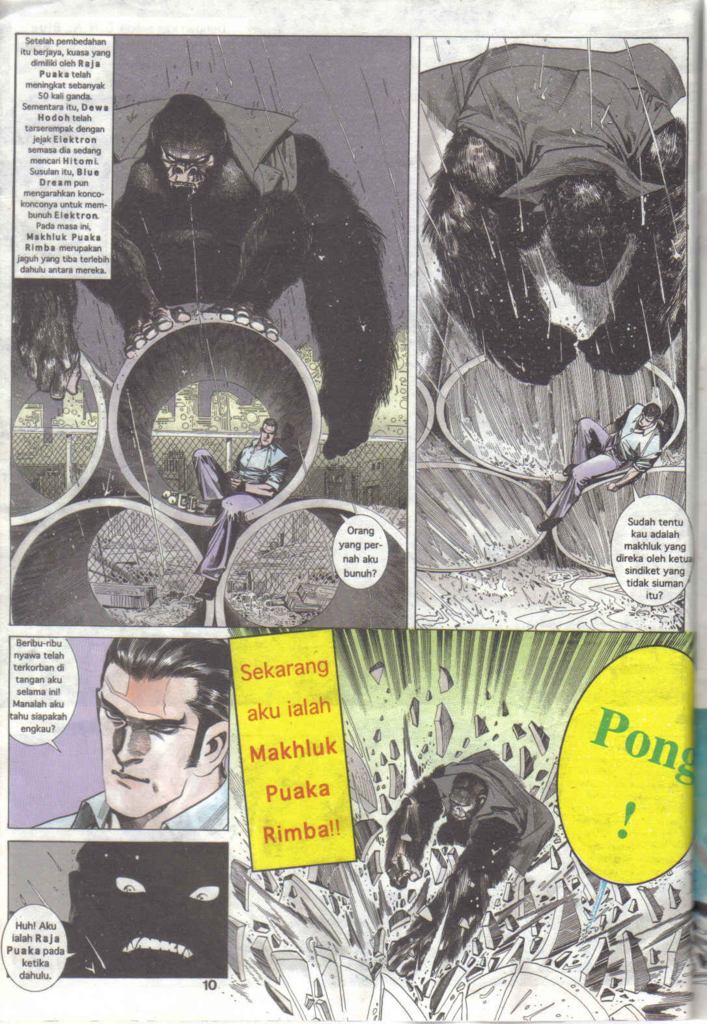 Setelah pembedahan
itu berjaya, kuasa yang
dimiliki oleh Raja
Puaka telah
meningkat sebanyak
50 kali ganda.
Sementara itu, Dewa
Hodoh telah
tarserempak dengan
jejak Elektron
semasa dia sedang
mencari Hitomi.
Susulan itu, Blue
Dream pun
mengarahkan konco-
konconya untuk mem-
bunuh Elektron.
Pada masa ini,
Makhluk Puaka
Rimba merupakan
jaguh yang tiba terlebih
dahulu antara mereka.
Orang
yang per-
nah aku
bunuh?
Sudah tentu
kau adalah
makhluk yang
direka oleh ketua
sindiket yang
tidak siuman
itu?
Beribu-ribu
nyawa telah
terkorban di
tangan aku
selama ini!
Manalah aku
tahu siapakah
engkau?
Huh! Aku
ialah Raja
Puaka pada
ketika
dahulu.
Sekarang
aku ialah
Makhluk
Puaka
Rimba!!
Pong
!
10